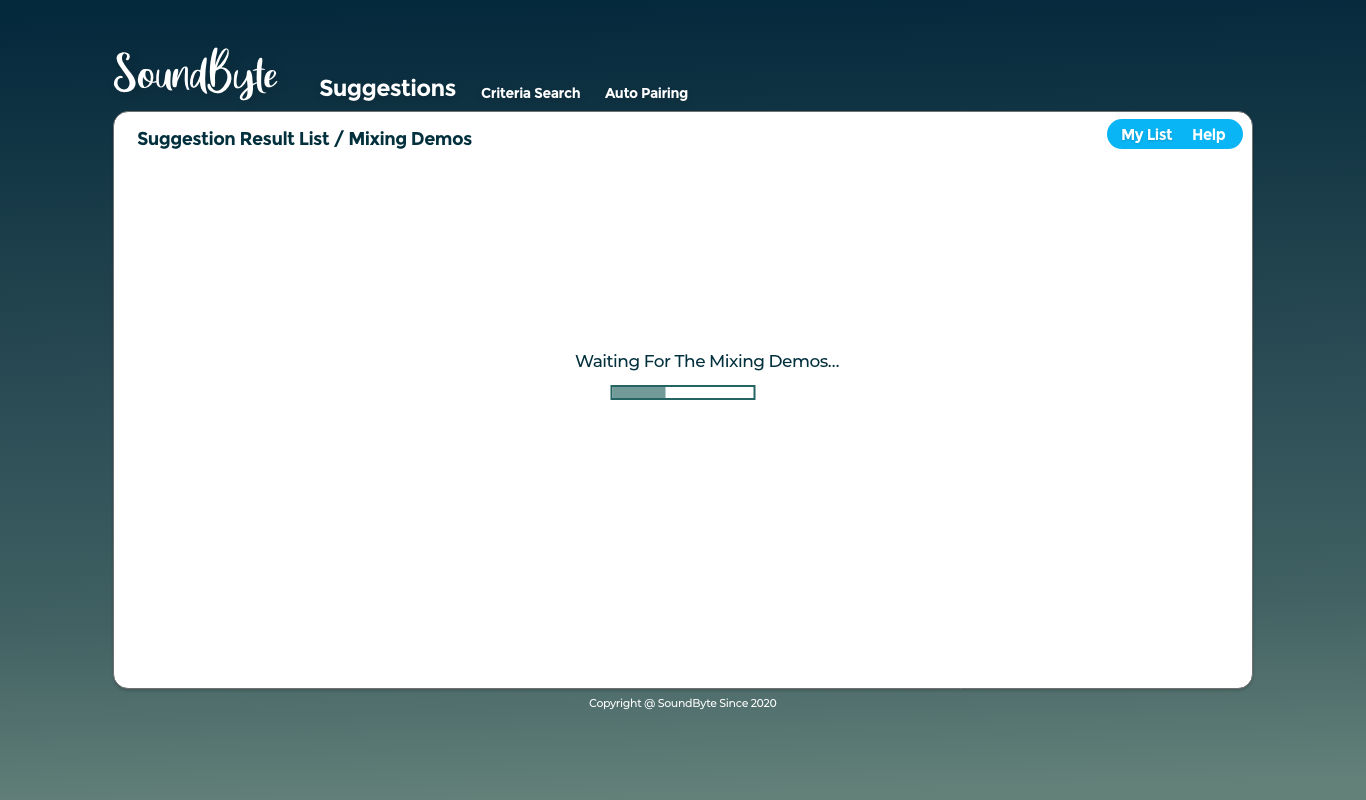 SoundByte
Suggestions Criteria Search Auto Pairing
Suggestion Result List / Mixing Demos
My List Help
Waiting For The Mixing Demos...
Copyright @ SoundByte Since 2020